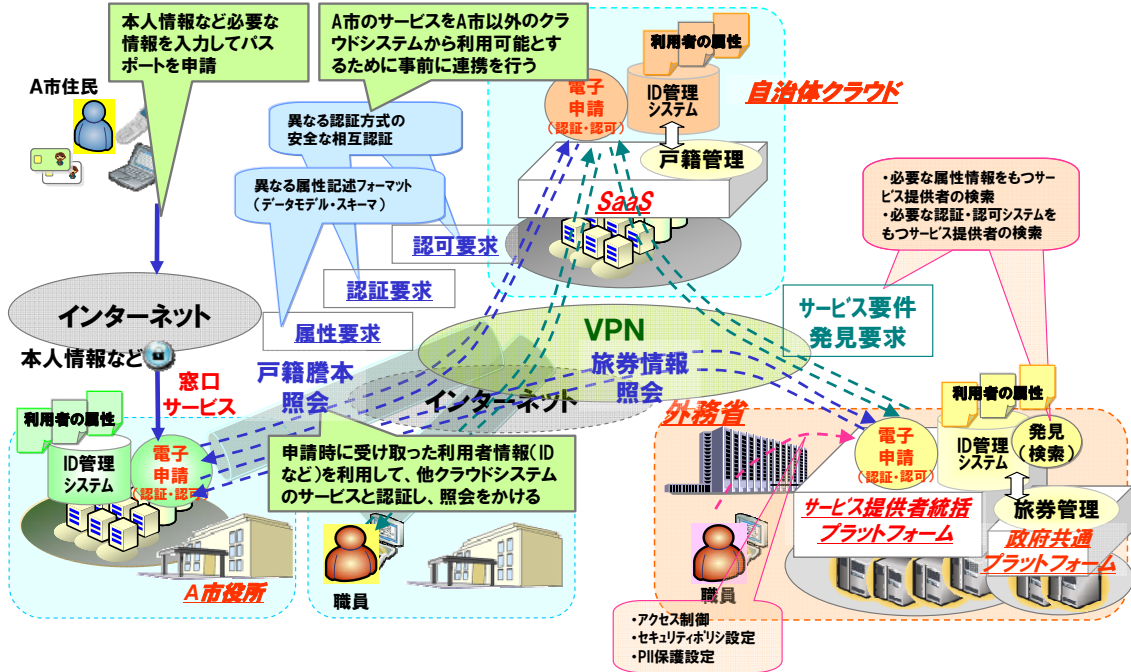 本人情報など必要な
情報を入力してパス
ポートを申請
A市のサービスをA市以外のクラ
ウドシステムから利用可能とす
るために事前に連携を行う
A市住民
利用者の属性
電子
申請
(認証・認可)
ID管理
システム
自治体クラウド
戸籍管理
SaaS
異なる認証方式の
安全な相互認証
異なる属性記述フォーマット
(データモデル・スキーマ)
認可要求
認証要求
属性要求
・必要な属性情報をもつサー
ビス提供者の検索
・必要な認証・認可システムを
もつサービス提供者の検索
サービス要件
発見要求
インターネット
本人情報など
窓口
サービス
VPN
戸籍謄本
照会
旅券情報
照会
インターネット
利用者の属性
ID管理
システム
電子
申請
(認証・認可)
A市役所
申請時に受け取った利用者情報(ID
など)を利用して、他クラウドシステム
のサービスと認証し、照会をかける
職員
外務省
利用者の属性
電子
申請
(認証・認可)
ID管理
システム
発見
(検索)
サービス提供者統括
プラットフォーム
旅券管理
政府共通
プラットフォーム
職員
・アクセス制御
・セキュリティポリシ設定
・PII保護設定